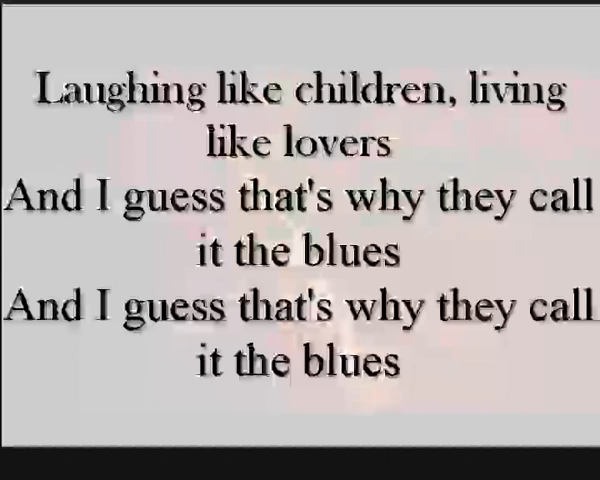 Laughing like children, living
like lovers
And I guess that's why they call
it the blues
And I guess that's why they call
it the blues